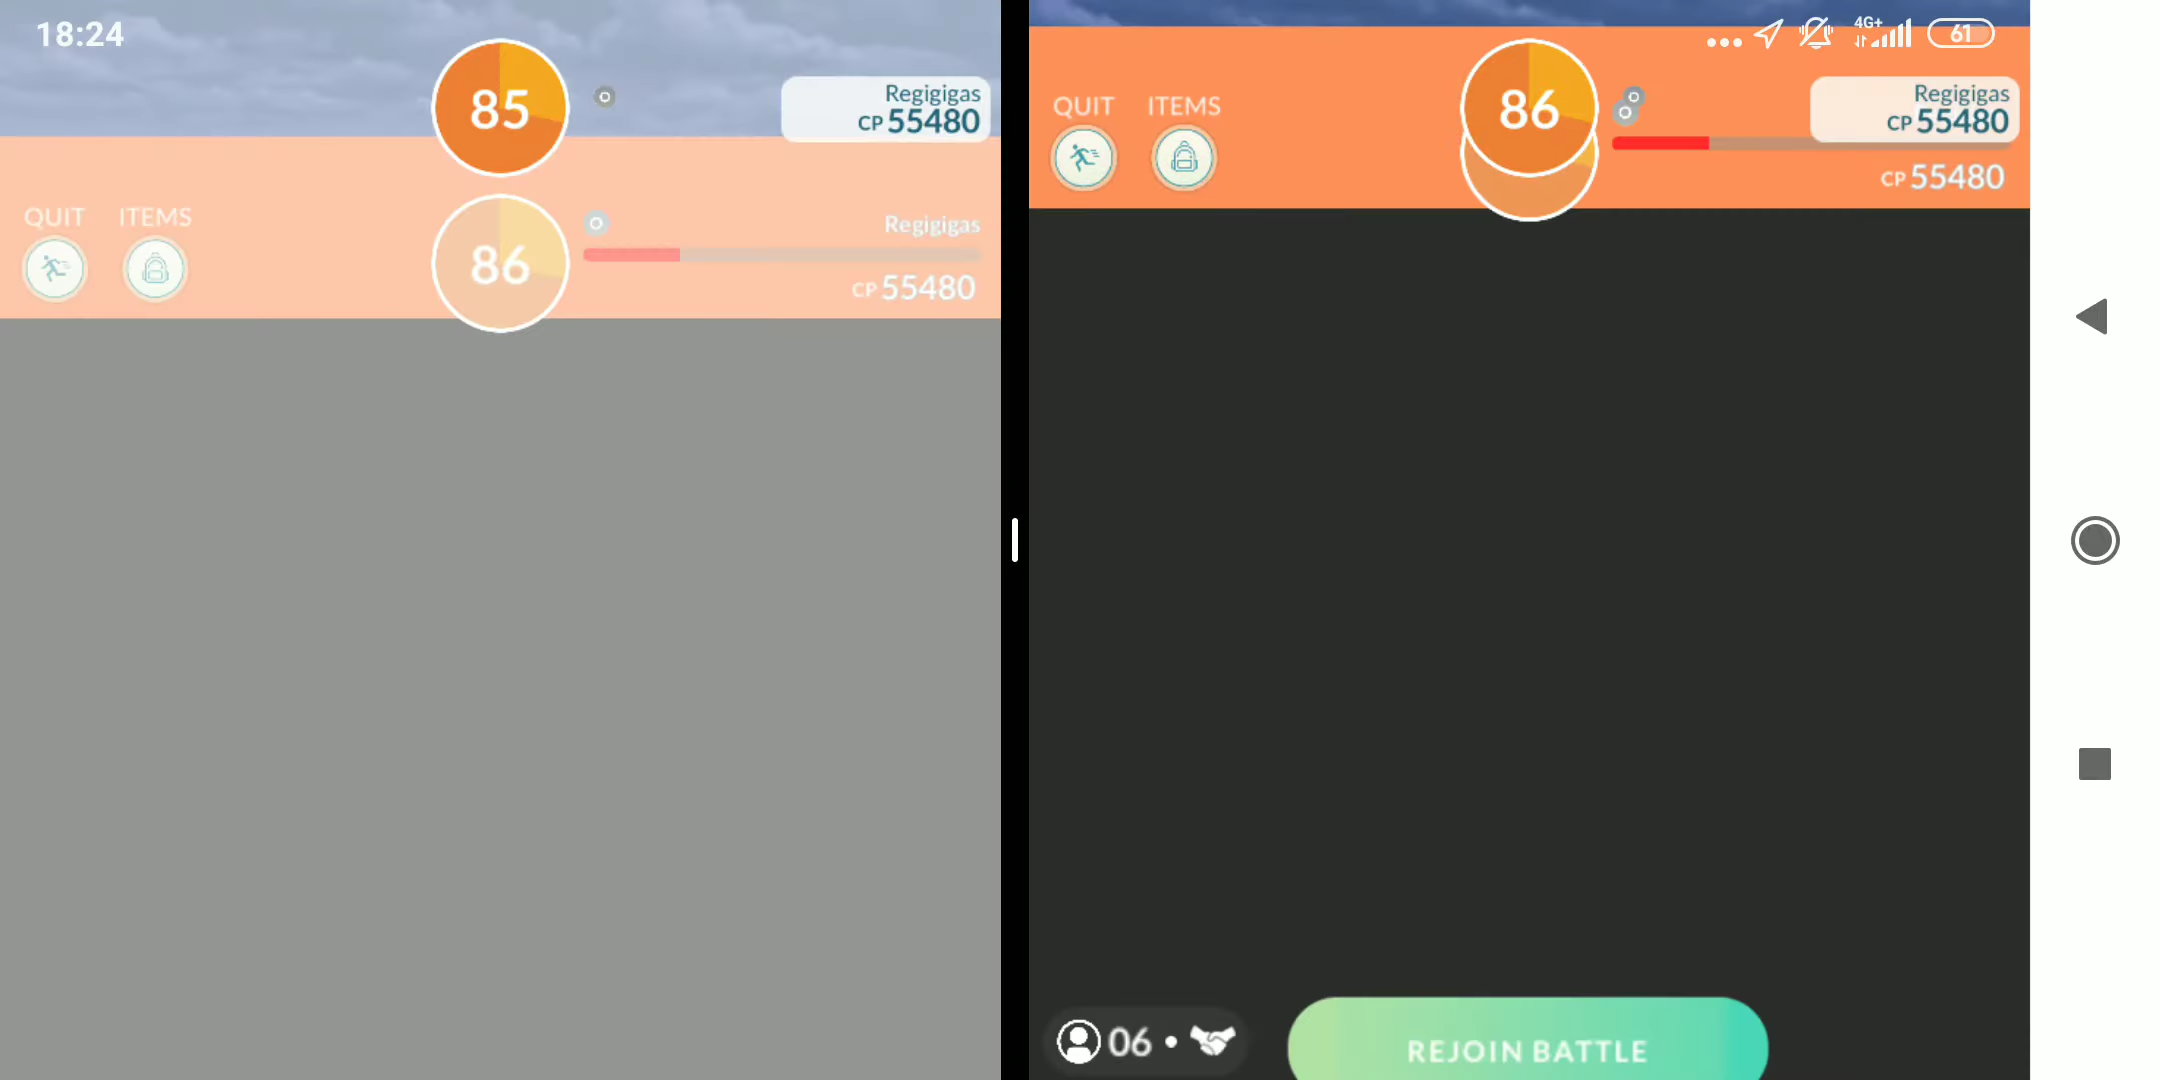 18:24
85
Regigigas
CP 55480
QUIT
ITEMS
86
Regigigas
CP 55480
4G+
61
QUIT
ITEMS
86
Regigigas
CP 55480
CP 55480
06
REJOIN BATTLE